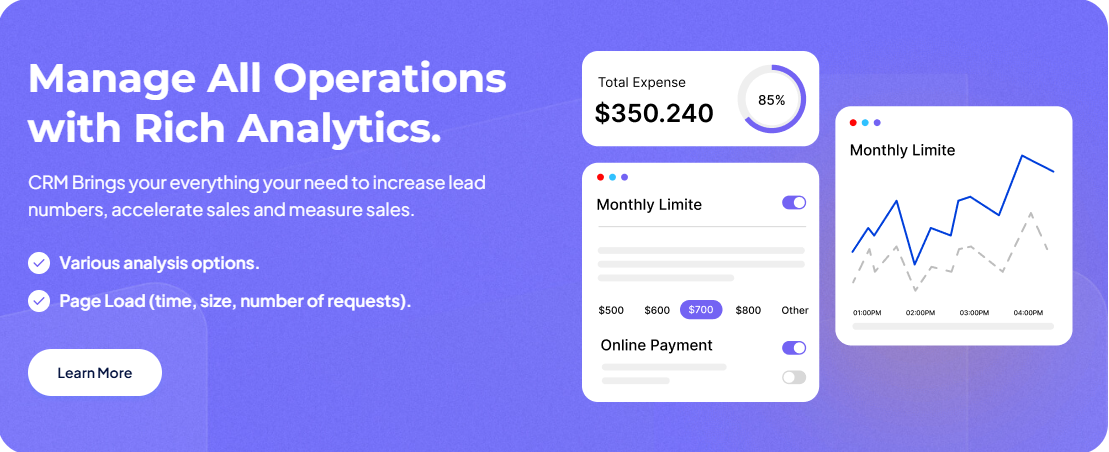 Manage All Operations
with Rich Analytics.
CRM Brings your everything your need to increase lead
numbers, accelerate sales and measure sales.
Various analysis options.
Page Load (time, size, number of requests).
Learn More
Total Expense
$350.240
85%
Monthly Limite
$500 $600 $700 $800 Other
Online Payment
Monthly Limite
01:00PM 02:00PM 03:00PM 04:00PM